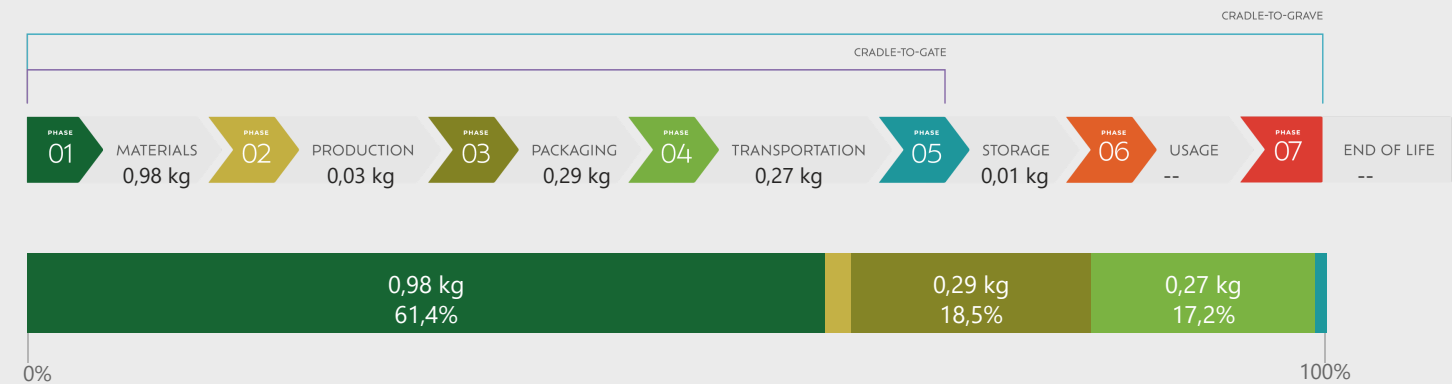 CRADLE-TO-GRAVE
CRADLE-TO-GATE
PHASE
01
MATERIALS
0,98 kg
PHASE
02
PRODUCTION
0,03 kg
PHASE
03
PACKAGING
0,29 kg
PHASE
04
TRANSPORTATION
0,27 kg
PHASE
05
STORAGE
0,01 kg
PHASE
06
USAGE
--
PHASE
07
END OF LIFE
--
0,98 kg
61,4%
0,29 kg
18,5%
0,27 kg
17,2%
0%
100%